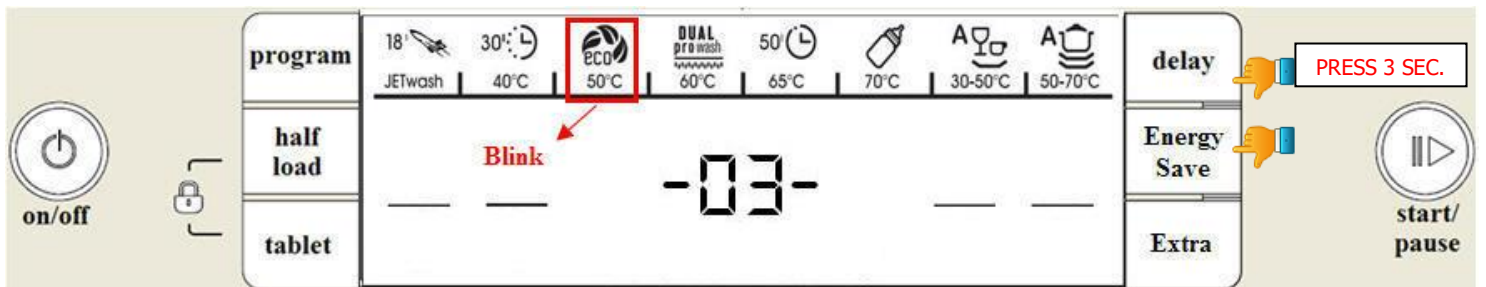 on/off
program
half
load
tablet
18'
JETwash
30'
40°C
eco
50°C
DUAL
pro wash
60°C
50'
65°C
70°C
A
30-50°C
A
50-70°C
Blink
-03-
delay
Energy
Save
Extra
PRESS 3 SEC.
start/
pause